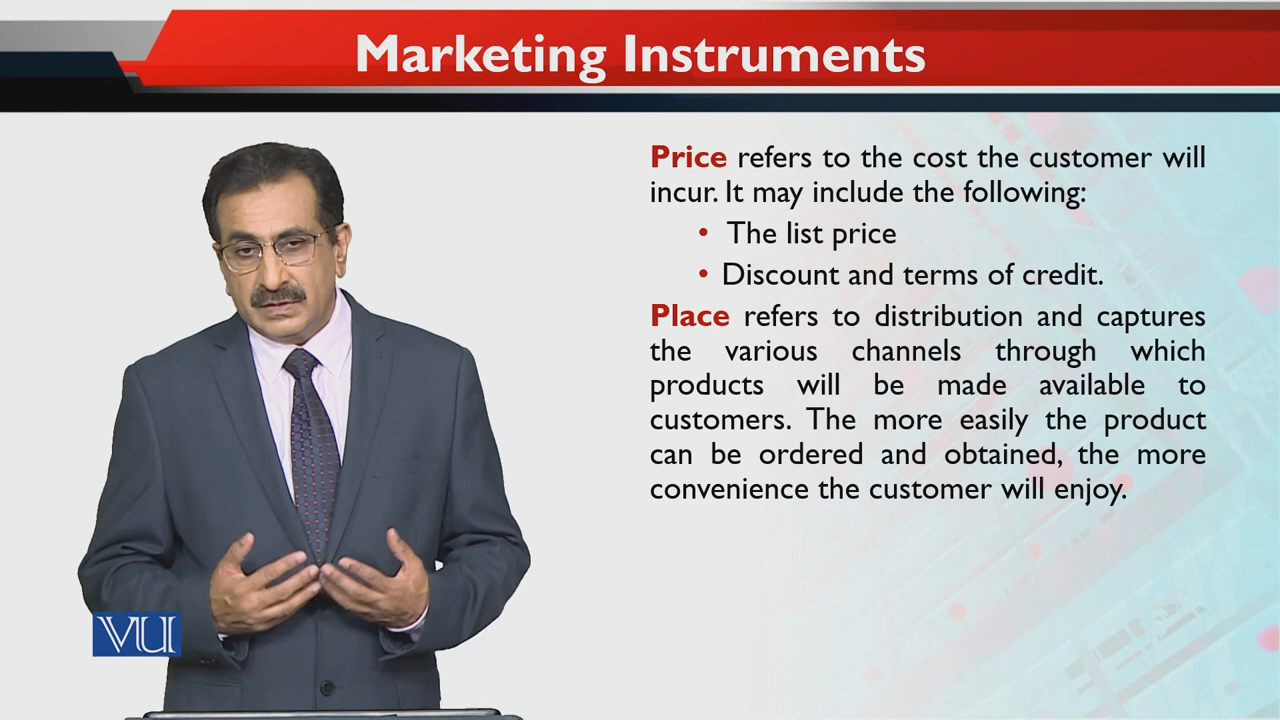 Marketing Instruments
Price refers to the cost the customer will
incur. It may include the following:
• The list price
• Discount and terms of credit.
Place refers to distribution and captures
the various channels through which
products will be made available to
customers. The more easily the product
can be ordered and obtained, the more
convenience the customer will enjoy.
VU